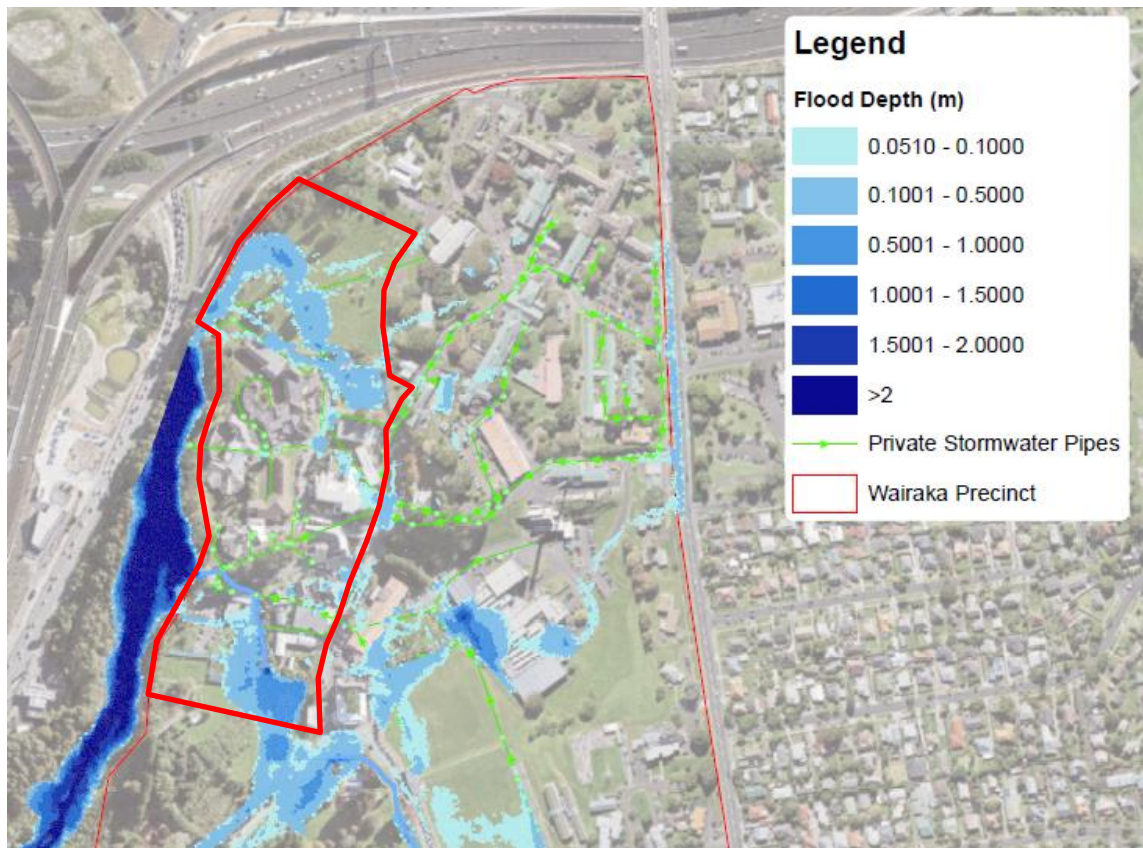 Legend
Flood Depth (m)
0.0510 - 0.1000
0.1001 - 0.5000
0.5001 - 1.0000
1.0001 - 1.5000
1.5001 - 2.0000
>2
Private Stormwater Pipes
Wairaka Precinct